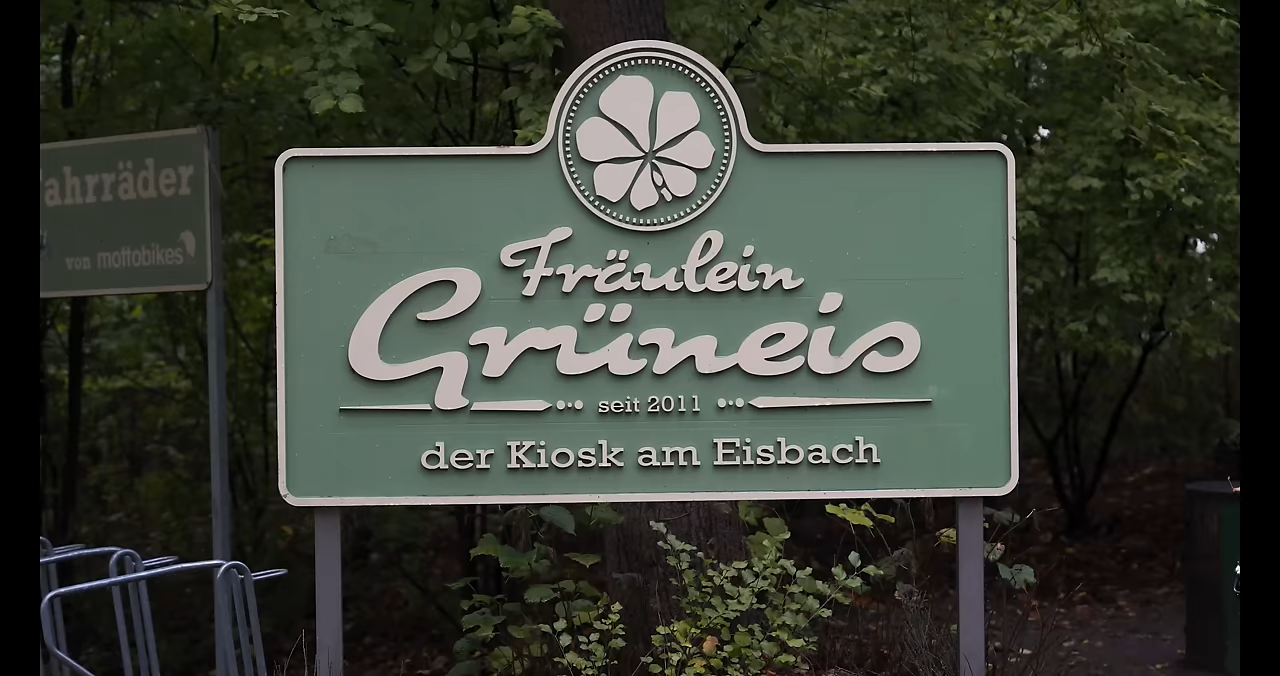 ahrräder
von mottobikes
Fräulein
Grüneis
seit 2011
der Kiosk am Eisbach